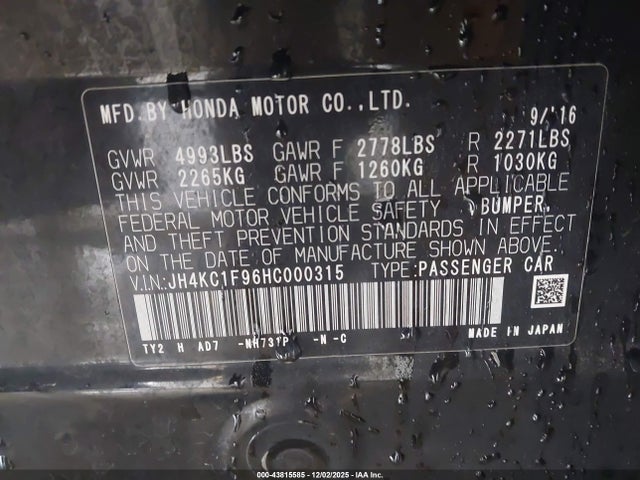 MFD.BY HONDA MOTOR CO.,LTD. 9/'16
GVWR 4993LBS GAWR F 2778LBS R 2271LBS
GVWR 2265KG GAWR F 1260KG R 1030KG
THIS VEHICLE CONFORMS TO ALL APPLICABLE
FEDERAL MOTOR VEHICLE SAFETY, BUMPER,
AND THEFT PREVENTION STANDARDS IN EFFECT
ON THE DATE OF MANUFACTURE SHOWN ABOVE.
V.I.N: JH4KC1F96HC000315 TYPE: PASSENGER CAR
TY2 H AD7 -NH731P -N -C MADE IN JAPAN
000-43815585 - 12/02/2025 - IAA Inc.